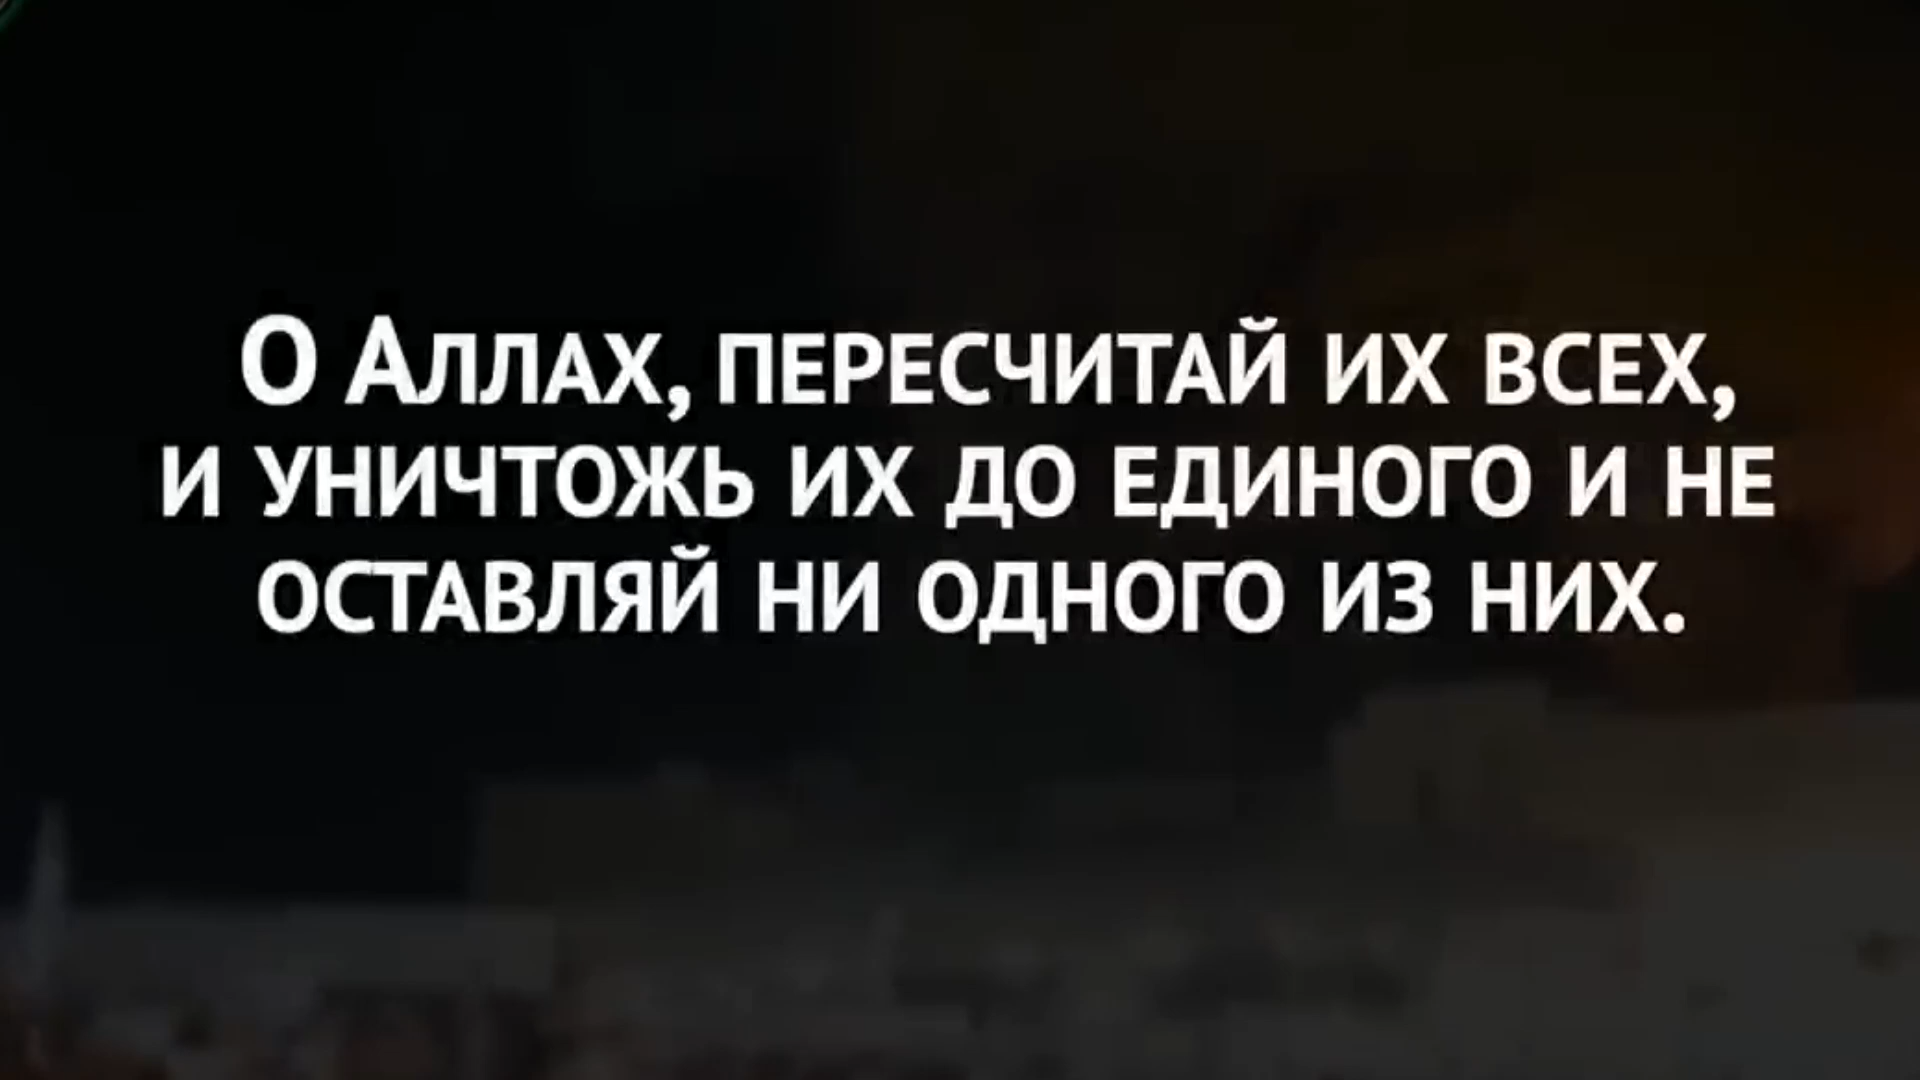 О Аллах, пересчитай их всех,
и уничтожь их до единого и не
оставляй ни одного из них.